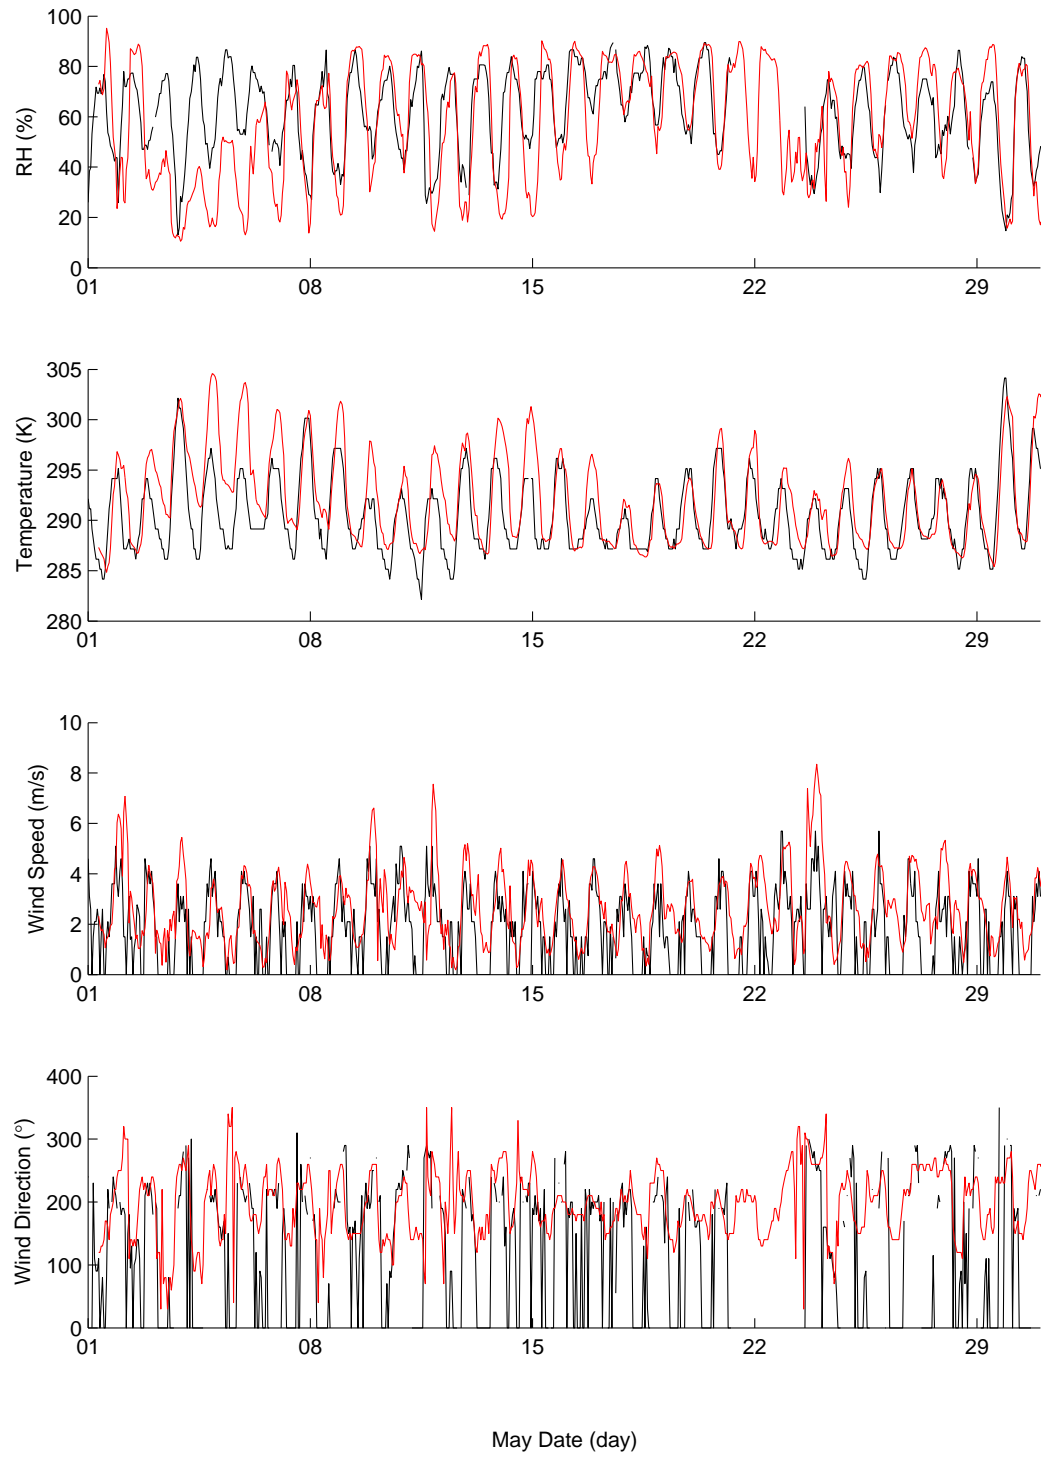 100
80
60
40
20
0
RH (%)
01 08 15 22 29
305
300
295
290
285
280
Temperature (K)
01 08 15 22 29
10
8
6
4
2
0
Wind Speed (m/s)
01 08 15 22 29
400
300
200
100
0
Wind Direction (°)
01 08 15 22 29
May Date (day)